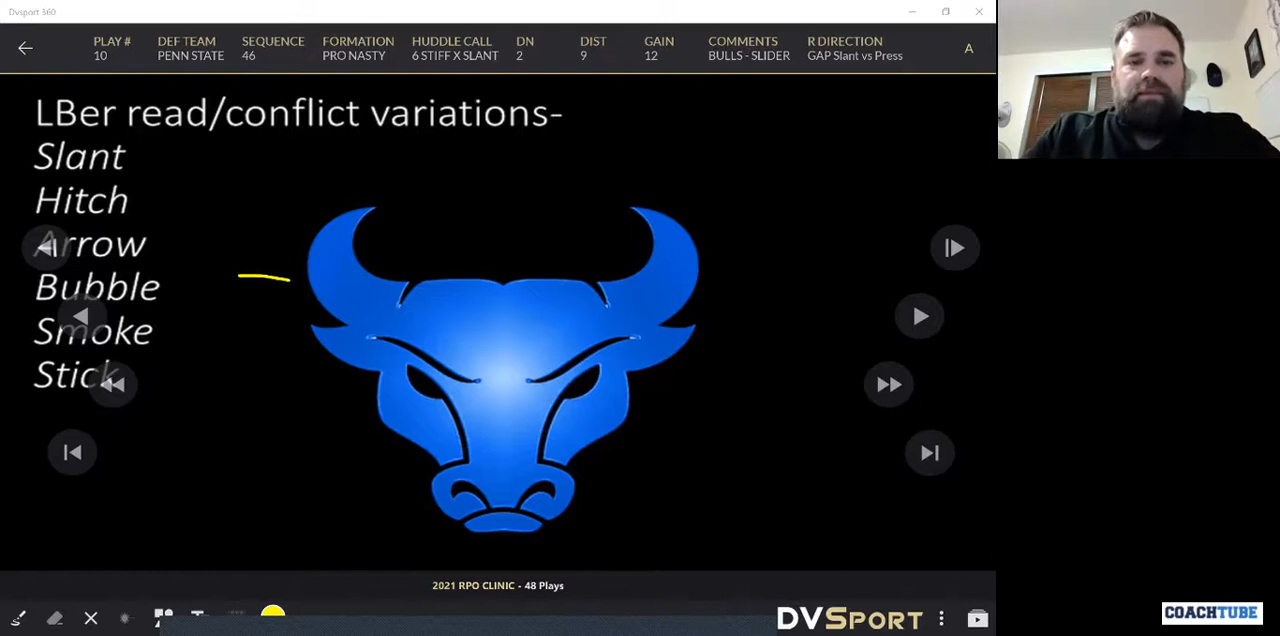 Dvsport 360
PLAY # DEF TEAM SEQUENCE FORMATION HUDDLE CALL DN DIST GAIN COMMENTS R DIRECTION
10 PENN STATE 46 PRO NASTY 6 STIFF X SLANT 2 9 12 BULLS - SLIDER GAP Slant vs Press
A
LBer read/conflict variations-
Slant
Hitch
Arrow
Bubble
Smoke
Stick
2021 RPO CLINIC - 48 Plays
DVSPORT
COACHTUBE